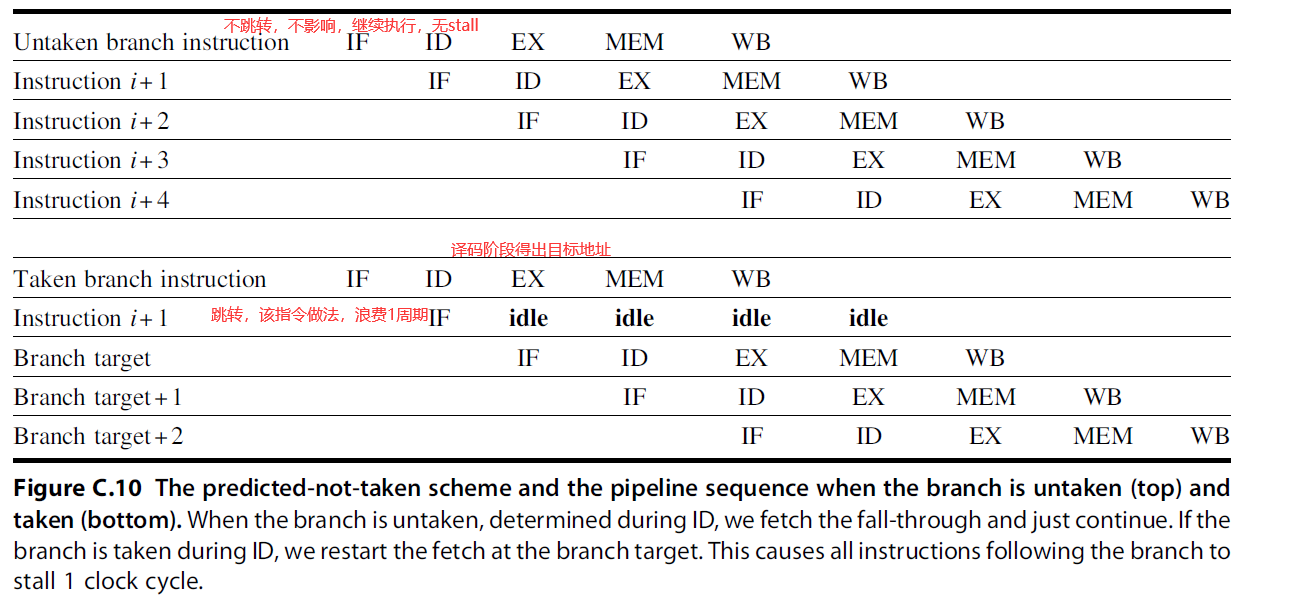 不跳转，不影响，继续执行，无stall
Untaken branch instruction IF ID EX MEM WB
Instruction i+1 IF ID EX MEM WB
Instruction i+2 IF ID EX MEM WB
Instruction i+3 IF ID EX MEM WB
Instruction i+4 IF ID EX MEM WB
译码阶段得出目标地址
Taken branch instruction IF ID EX MEM WB
跳转，该指令做法，浪费1周期
Instruction i+1 IF idle idle idle idle
Branch target IF ID EX MEM WB
Branch target+1 IF ID EX MEM WB
Branch target+2 IF ID EX MEM WB
Figure C.10 The predicted-not-taken scheme and the pipeline sequence when the branch is untaken (top) and
taken (bottom). When the branch is untaken, determined during ID, we fetch the fall-through and just continue. If the
branch is taken during ID, we restart the fetch at the branch target. This causes all instructions following the branch to
stall 1 clock cycle.